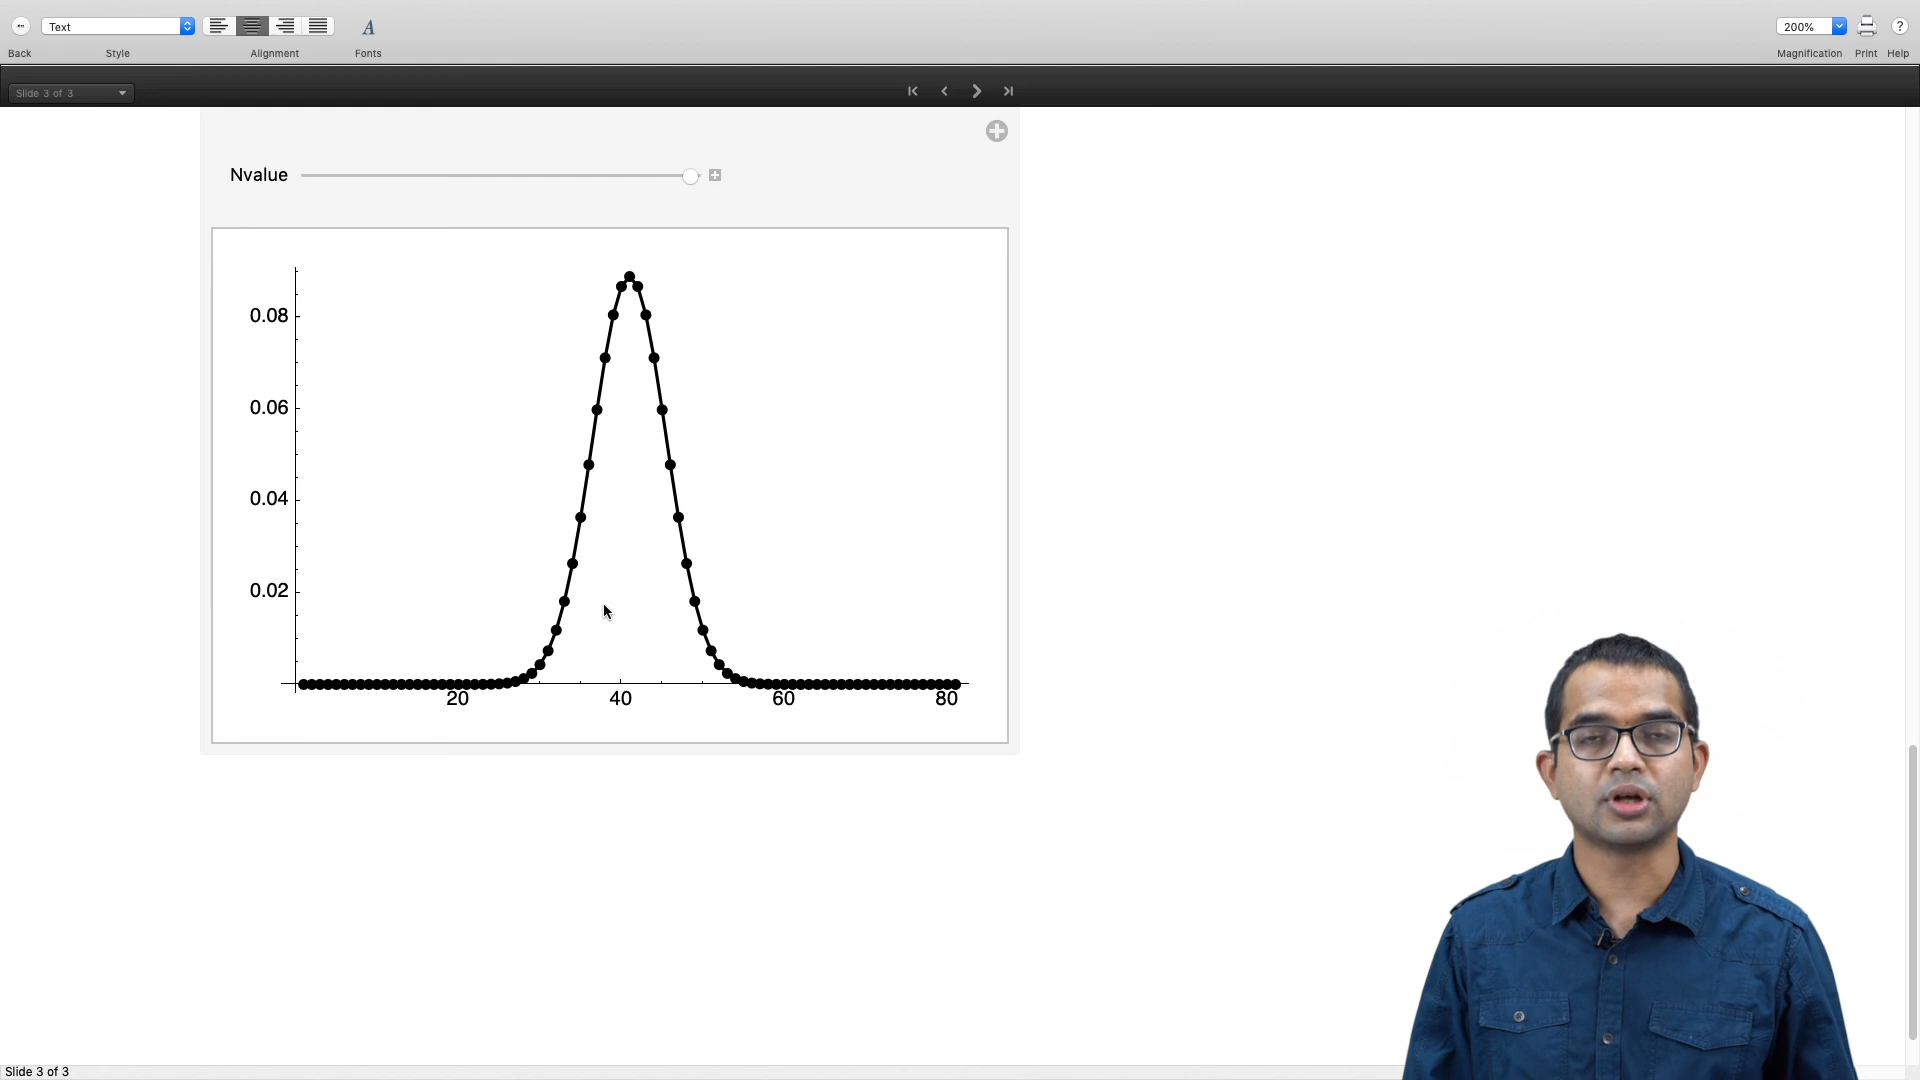 Text
200%
?
Back
Style
Alignment
Fonts
Magnification
Print
Help
Slide 3 of 3
Nvalue
0.08
0.06
0.04
0.02
20
40
60
80
Slide 3 of 3